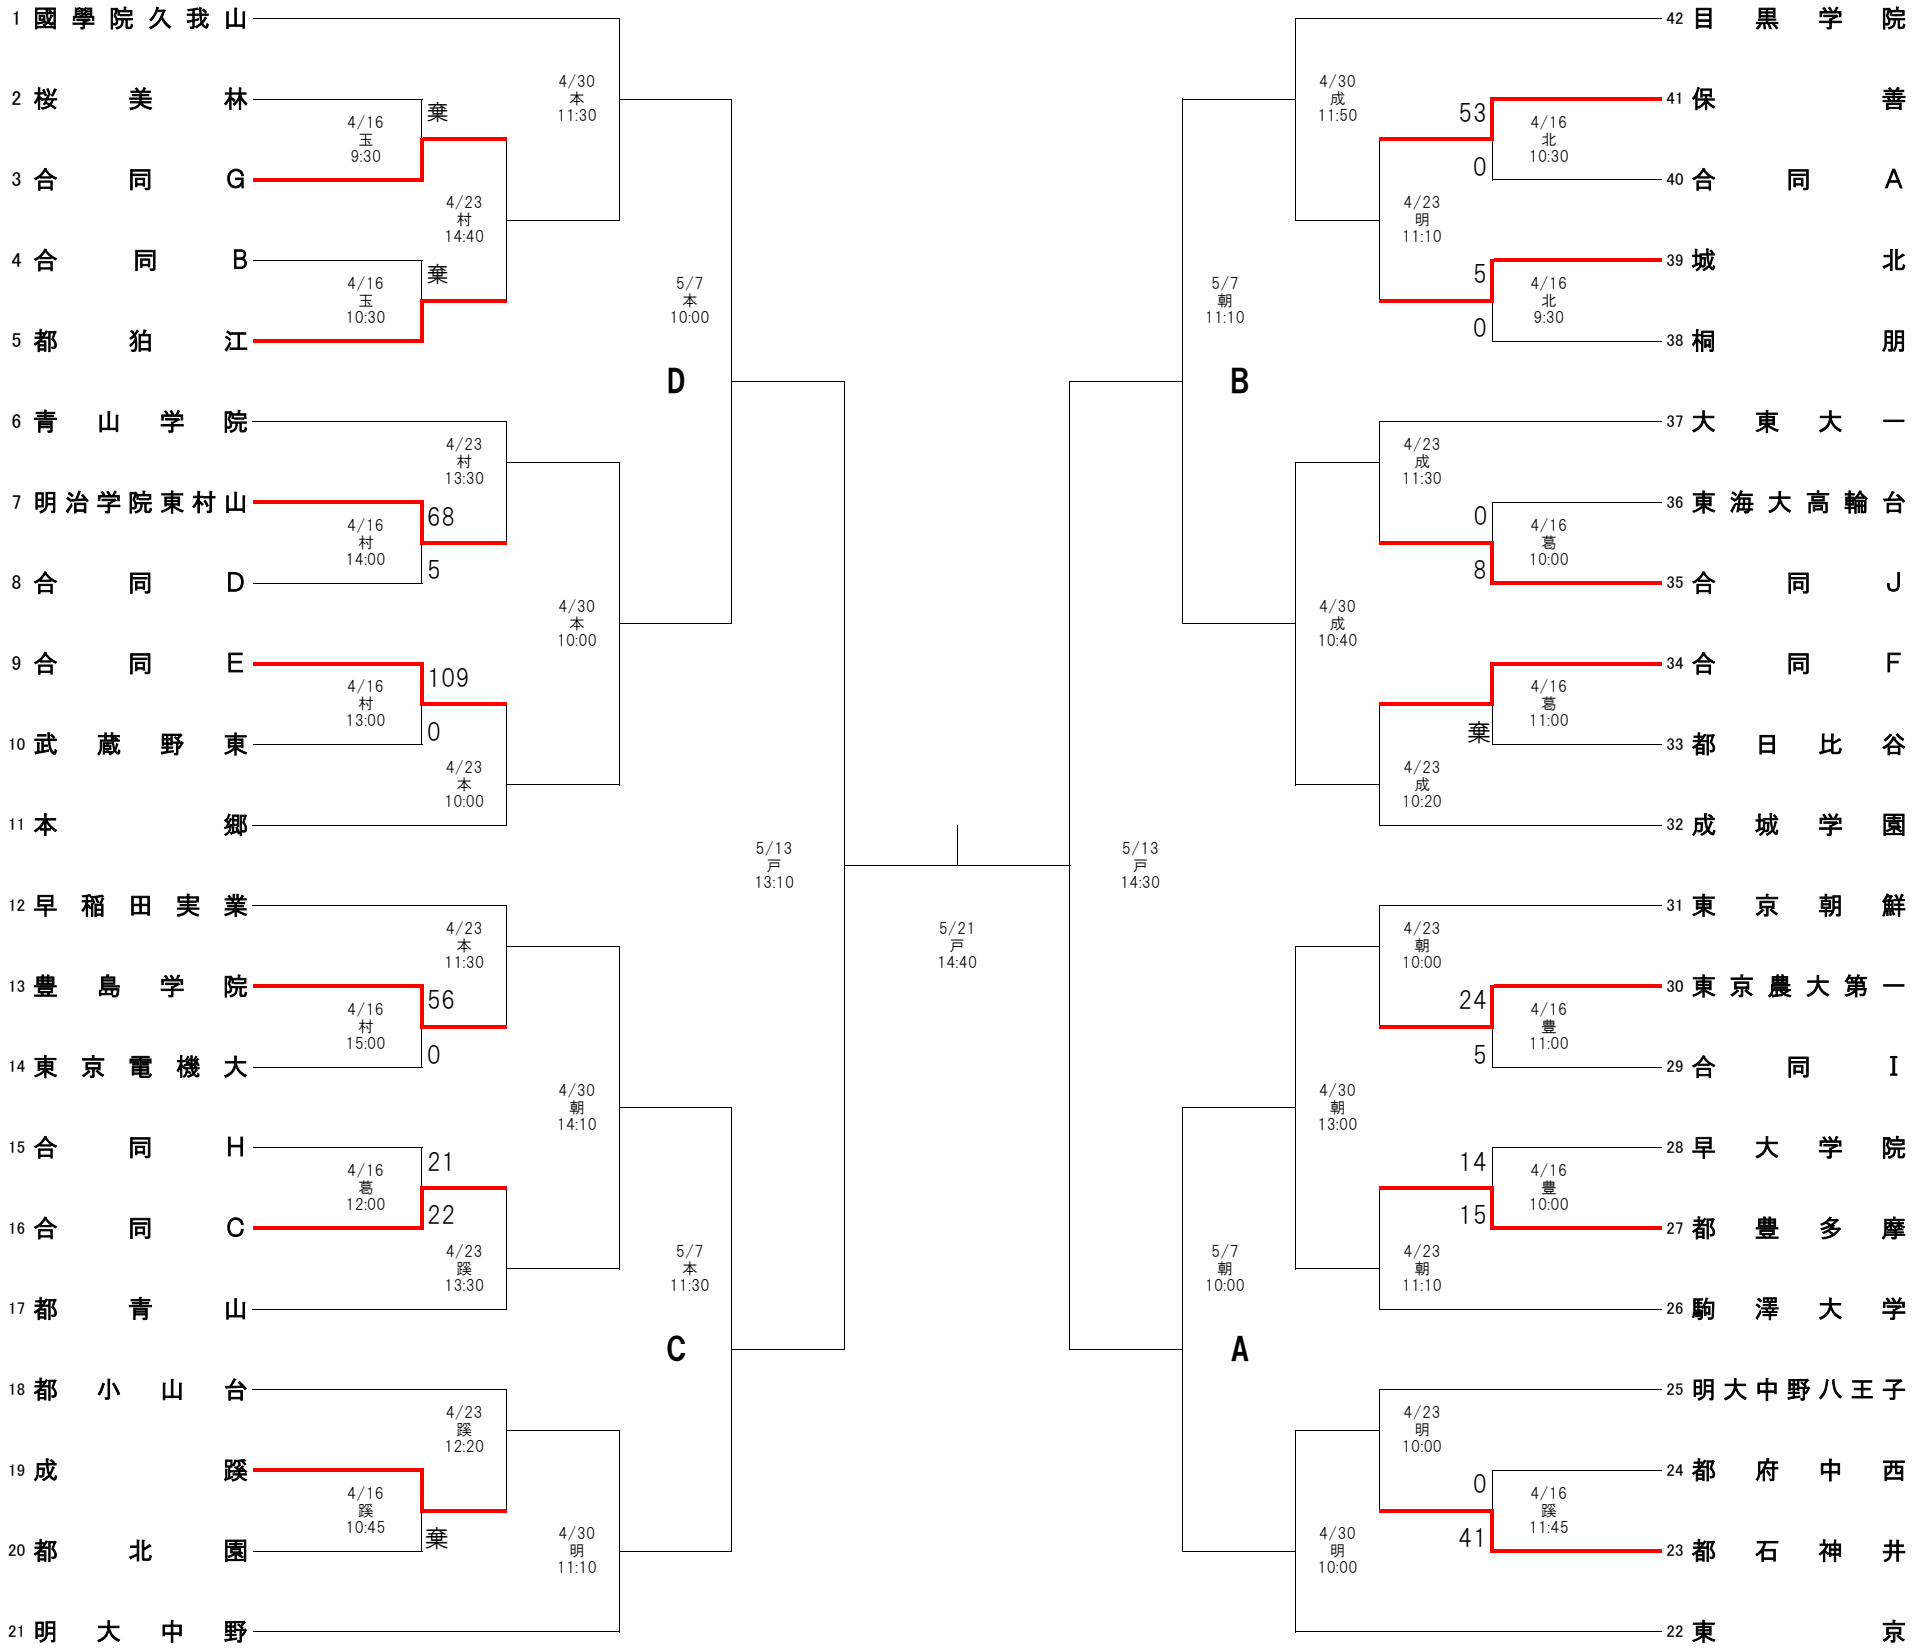 1 國學院久我山
4/30
本
11:30
2 桜美林
棄
4/16
玉
9:30
3 合同G
4/23
村
14:40
4 合同B
棄
4/16
玉
10:30
5 都狛江
5/7
本
10:00
D
6 青山学院
4/23
村
13:30
7 明治学院東村山
68
4/16
村
14:00
5
8 合同D
4/30
本
10:00
9 合同E
109
4/16
村
13:00
0
10 武蔵野東
4/23
本
10:00
11 本郷
5/13
戸
13:10
12 早稲田実業
4/23
本
11:30
13 豊島学院
56
4/16
村
15:00
0
14 東京電機大
4/30
朝
14:10
15 合同H
21
4/16
葛
12:00
22
16 合同C
4/23
蹊
13:30
17 都青山
5/7
本
11:30
C
18 都小山台
4/23
蹊
12:20
19 成蹊
4/16
蹊
10:45
棄
20 都北園
4/30
明
11:10
21 明大中野
5/21
戸
14:40
42 目黒学院
4/30
成
11:50
41 保善
53
4/16
北
10:30
0
40 合同A
4/23
明
11:10
39 城北
5
4/16
北
9:30
0
38 桐朋
5/7
朝
11:10
B
37 大東大一
4/23
成
11:30
36 東海大高輪台
0
4/16
葛
10:00
8
35 合同J
4/30
成
10:40
34 合同F
4/16
葛
11:00
棄
33 都日比谷
4/23
成
10:20
32 成城学園
5/13
戸
14:30
31 東京朝鮮
4/23
朝
10:00
30 東京農大第一
24
4/16
豊
11:00
5
29 合同I
4/30
朝
13:00
28 早大学院
14
4/16
豊
10:00
15
27 都豊多摩
4/23
朝
11:10
26 駒澤大学
5/7
朝
10:00
A
25 明大中野八王子
4/23
明
10:00
24 都府中西
0
4/16
蹊
11:45
41
23 都石神井
4/30
明
10:00
22 東京